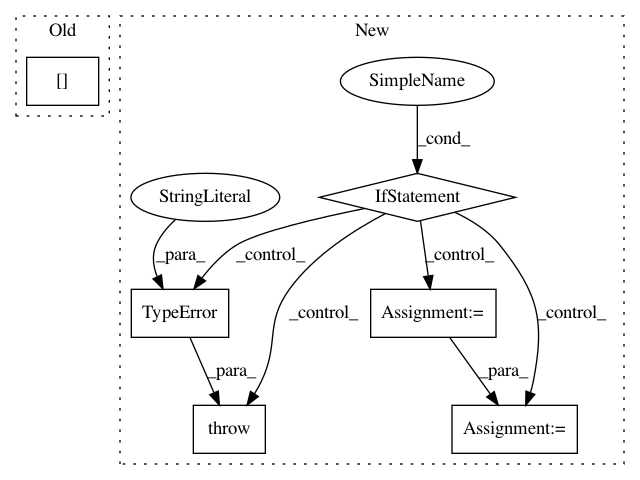 Old
New
[]
SimpleName
_cond_
StringLiteral
IfStatement
_para_
_control_
_control_
_control_
_control_
TypeError
Assignment:=
_para_
_para_
throw
Assignment:=